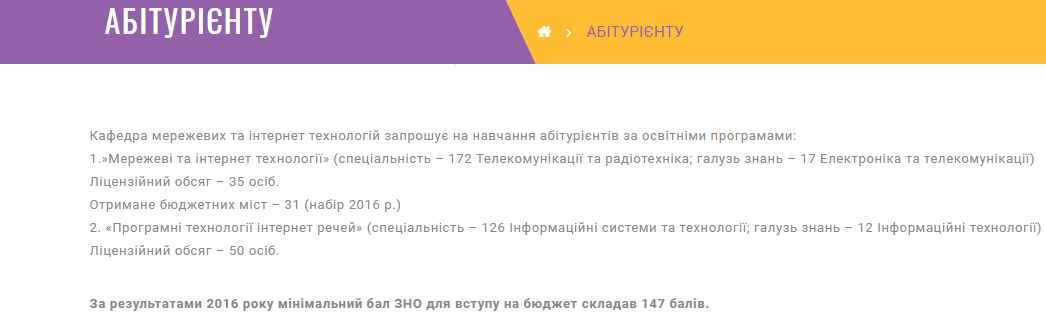 АБІТУРІЄНТУ
АБІТУРІЄНТУ
Кафедра мережевих та інтернет технологій запрошує на навчання абітурієнтів за освітніми програмами:
1.»Мережеві та інтернет технології» (спеціальність – 172 Телекомунікації та радіотехніка; галузь знань – 17 Електроніка та телекомунікації)
Ліцензійний обсяг – 35 осіб.
Отримане бюджетних міст – 31 (набір 2016 р.)
2. «Програмні технології інтернет речей» (спеціальність – 126 Інформаційні системи та технології; галузь знань – 12 Інформаційні технології)
Ліцензійний обсяг – 50 осіб.
За результатами 2016 року мінімальний бал ЗНО для вступу на бюджет складав 147 балів.